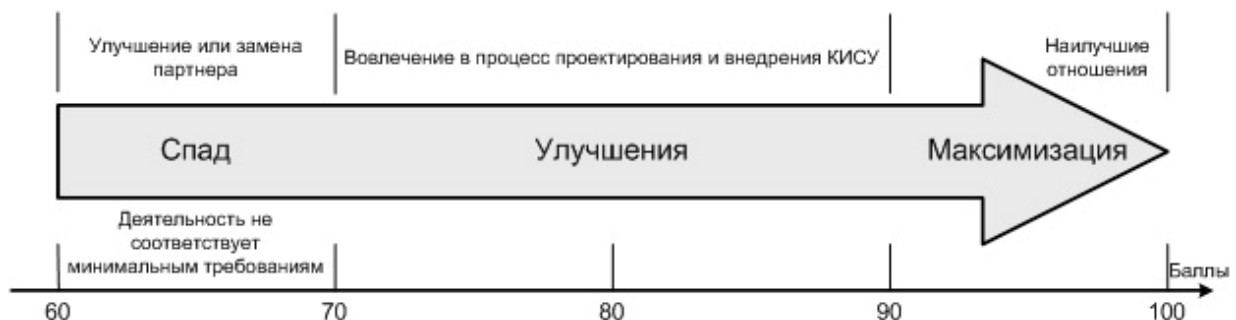 Улучшение или замена
партнера
Вовлечение в процесс проектирования и внедрения КИСУ
Наилучшие
отношения
Спад
Улучшения
Максимизация
Деятельность не
соответствует
минимальным требованиям
Баллы
60
70
80
90
100